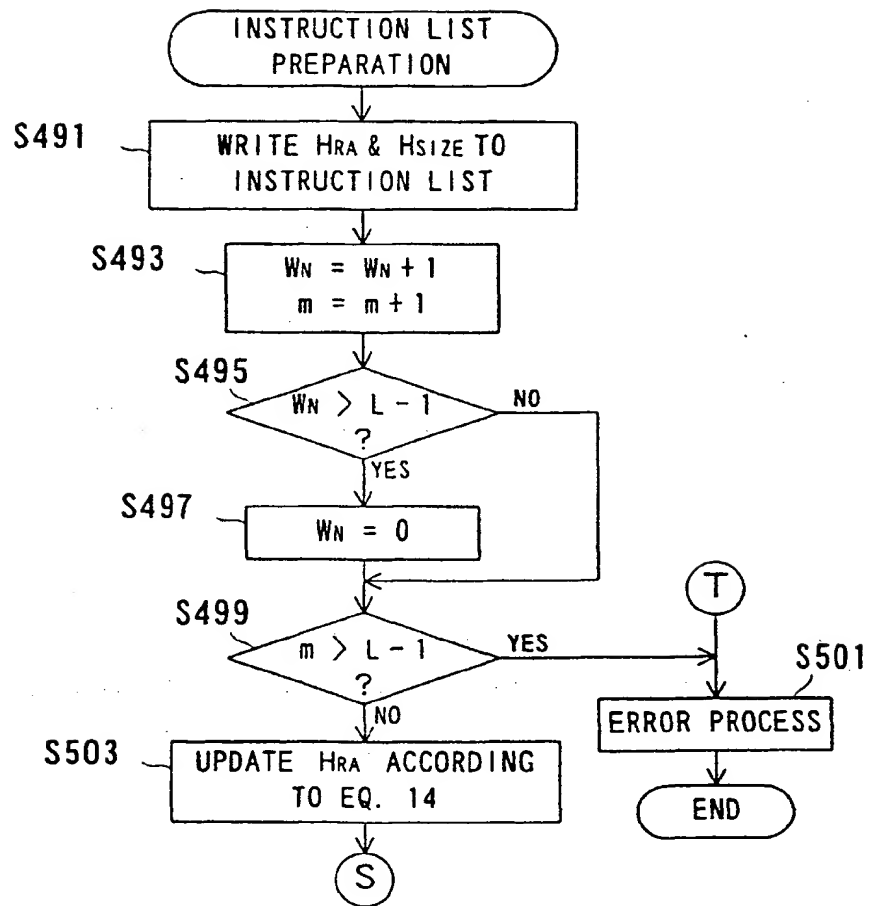 INSTRUCTION LIST
PREPARATION
S491
WRITE HRA & HSIZE TO
INSTRUCTION LIST
S493
WN = WN + 1
m = m + 1
S495
WN > L - 1
?
NO
YES
S497
WN = 0
T
S499
m > L - 1
?
YES
NO
S501
ERROR PROCESS
S503
UPDATE HRA ACCORDING
TO EQ. 14
END
S